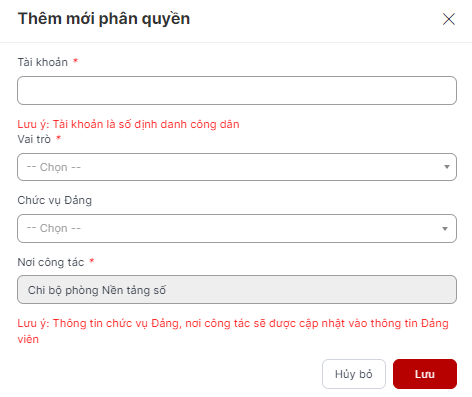 Thêm mới phân quyền
Tài khoản *
Lưu ý: Tài khoản là số định danh công dân
Vai trò *
-- Chọn --
Chức vụ Đảng
-- Chọn --
Nơi công tác *
Chi bộ phòng Nền tảng số
Lưu ý: Thông tin chức vụ Đảng, nơi công tác sẽ được cập nhật vào thông tin Đảng
viên
Hủy bỏ
Lưu